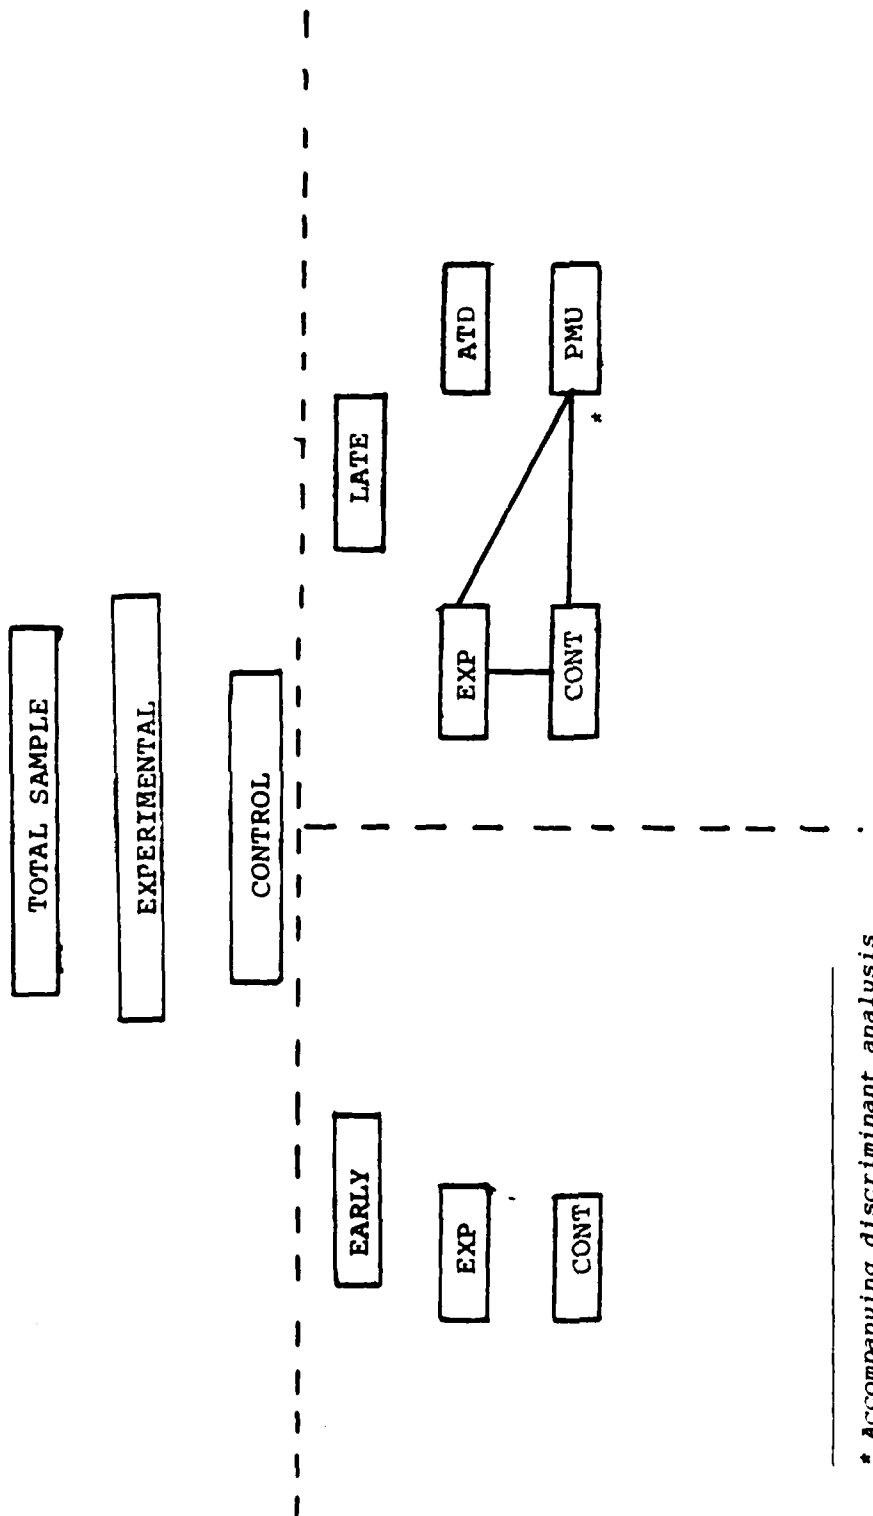 TOTAL SAMPLE
EXPERIMENTAL
CONTROL
EARLY
LATE
EXP
EXP
ATD
CONT
CONT
PMU
*
* Accompanying discriminant analysis